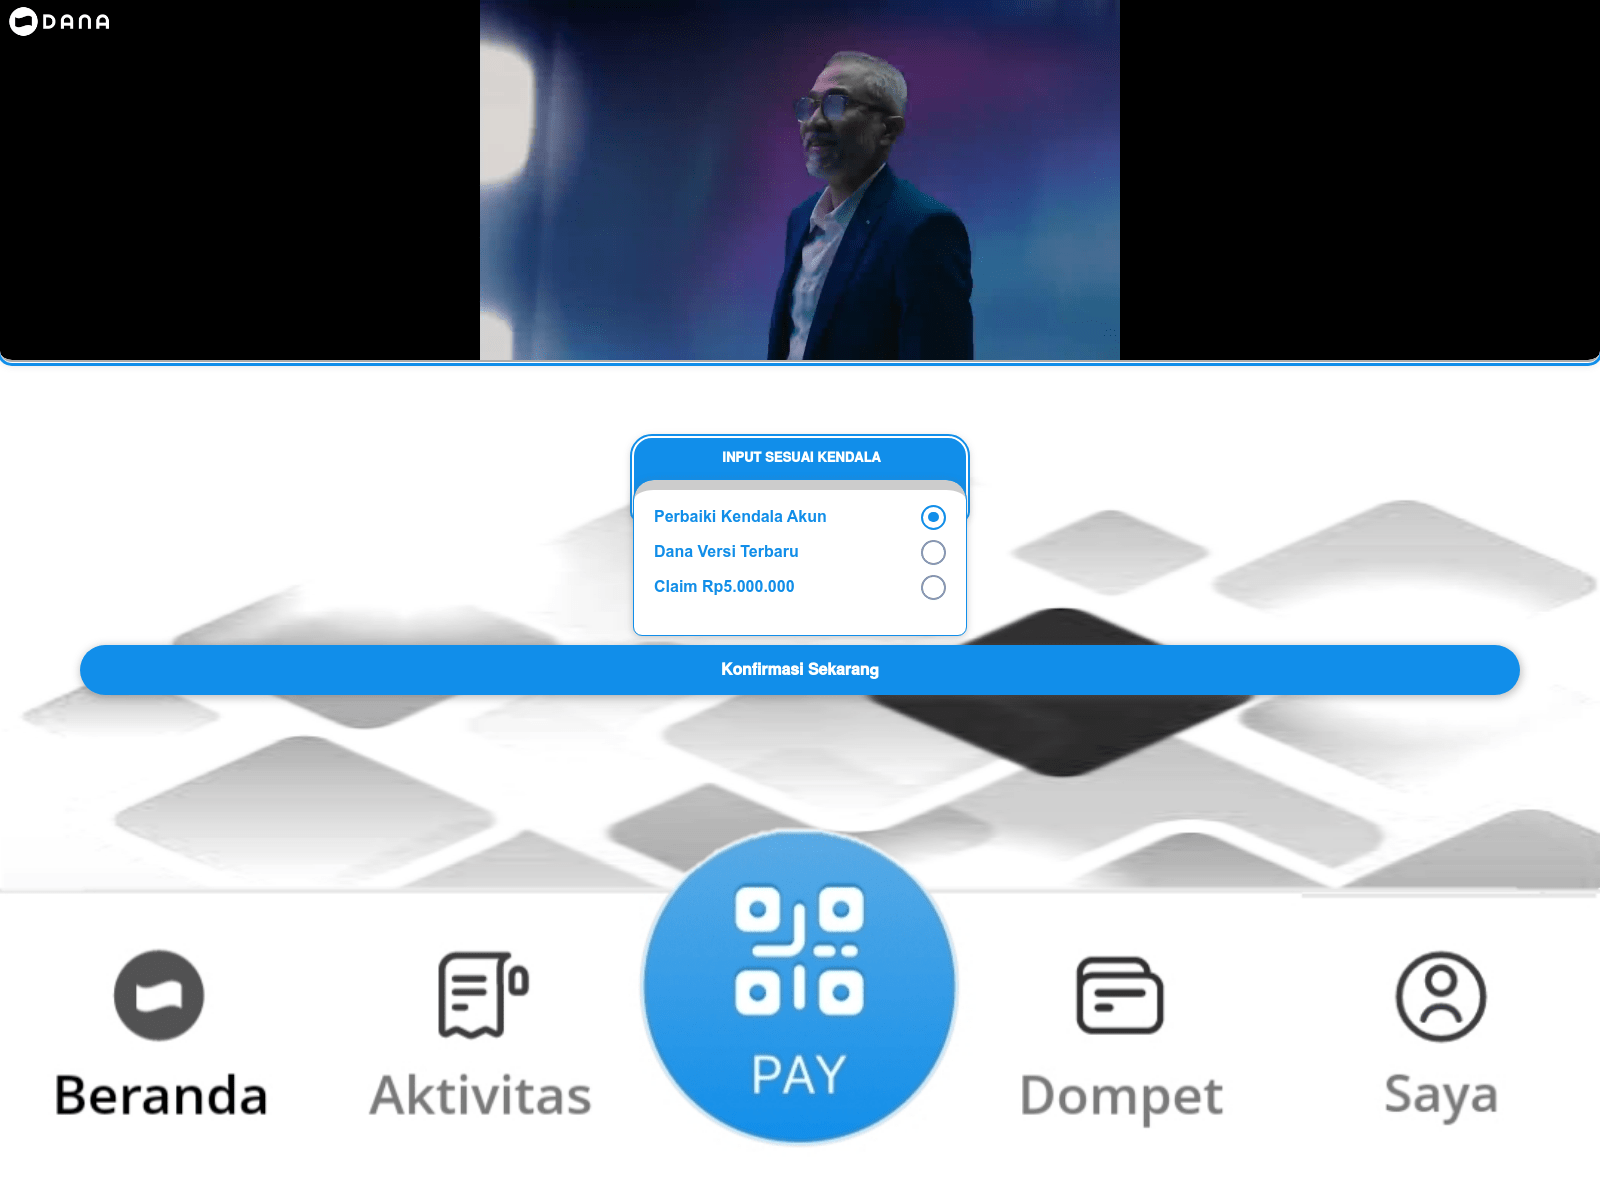 DANA
INPUT SESUAI KENDALA
Perbaiki Kendala Akun
Dana Versi Terbaru
Claim Rp5.000.000
Konfirmasi Sekarang
PAY
Beranda
Aktivitas
Dompet
Saya